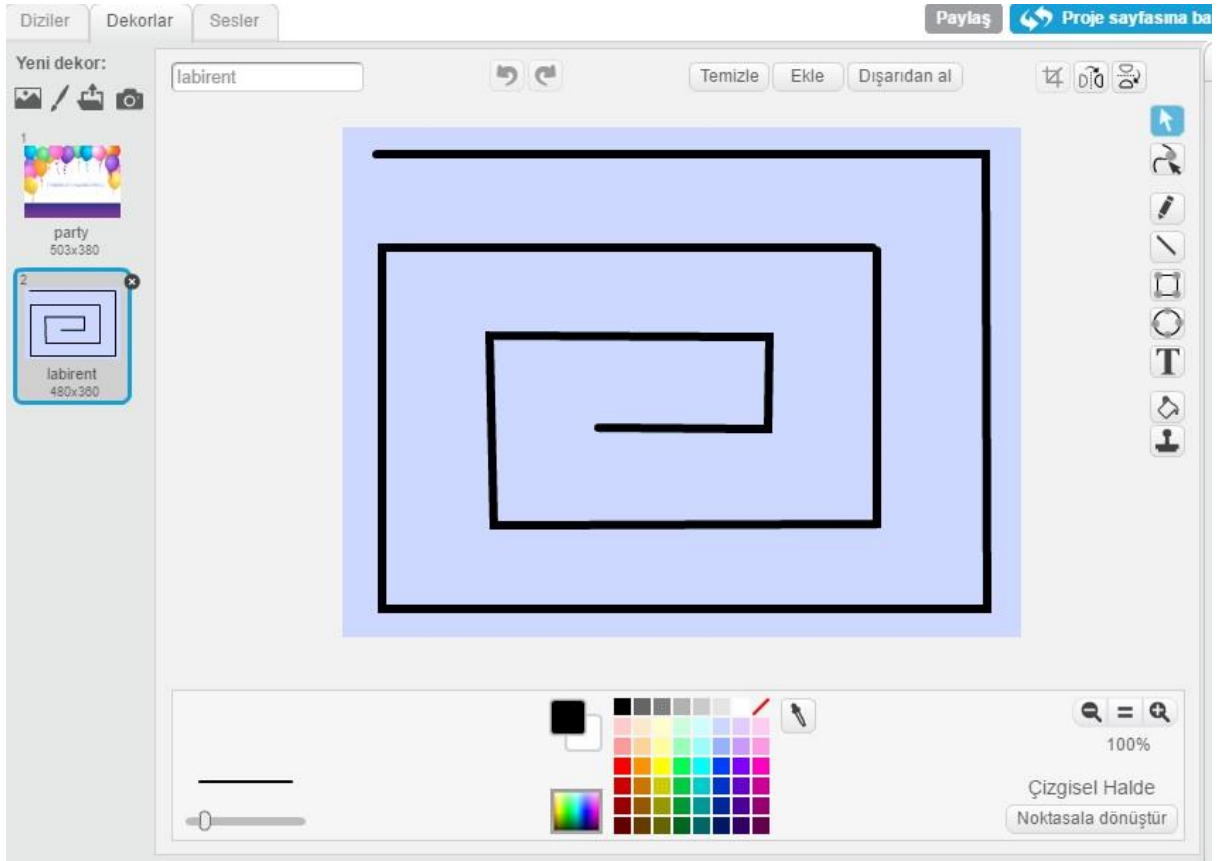 Diziler Dekorlar Sesler
Paylaş Proje sayfasına ba
Yeni dekor:
labirent
Temizle Ekle Dışarıdan al
1
party
503x380
2
labirent
480x360
T
100%
Çizgisel Halde
Noktasala dönüştür